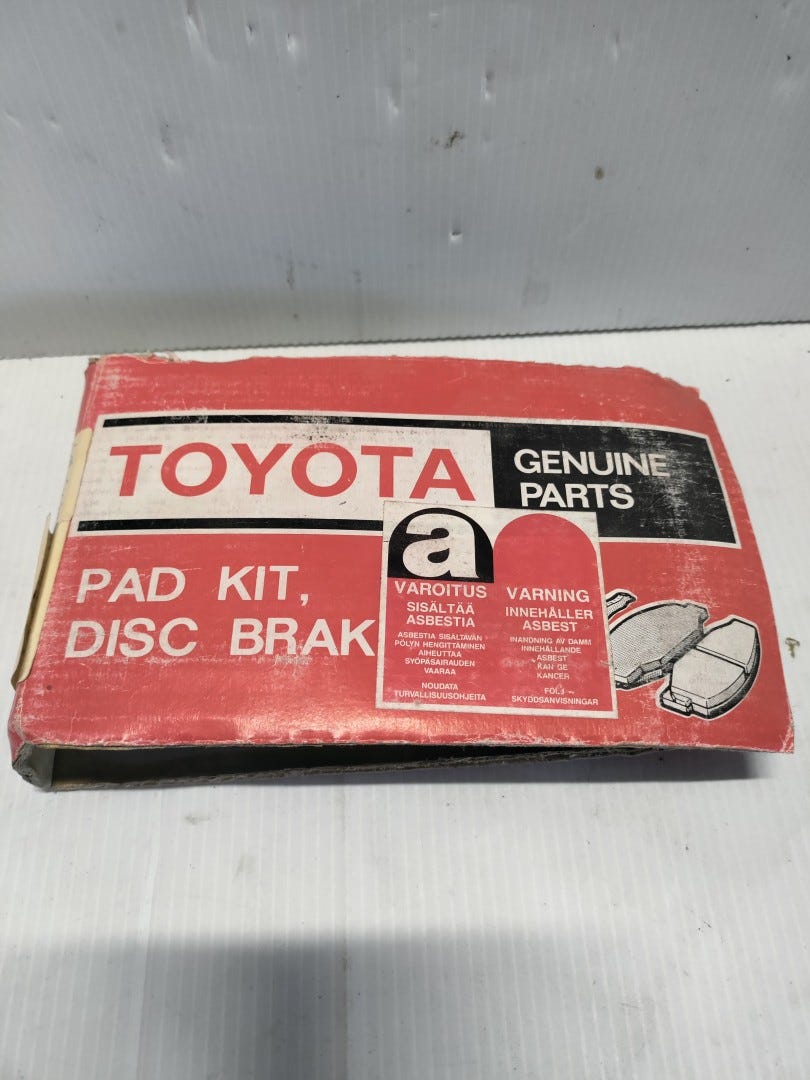 TOYOTA
GENUINE
PARTS
PAD KIT,
DISC BRAK
a
VAROITUS
SISÄLTÄÄ
ASBESTIA
ASBESTIA SISÄLTÄVÄN
PÖLYN HENGITTÄMINEN
AIHEUTTAA
SYÖPÄSAIRAUDEN
VAARAA
NOUDATA
TURVALLISUUSOHJEITA
VARNING
INNEHÅLLER
ASBEST
INANDNING AV DAMM
INNEHÅLLANDE
ASBEST
KAN GE
KANCER
FÖLJ
SKYDDSANVISNINGAR